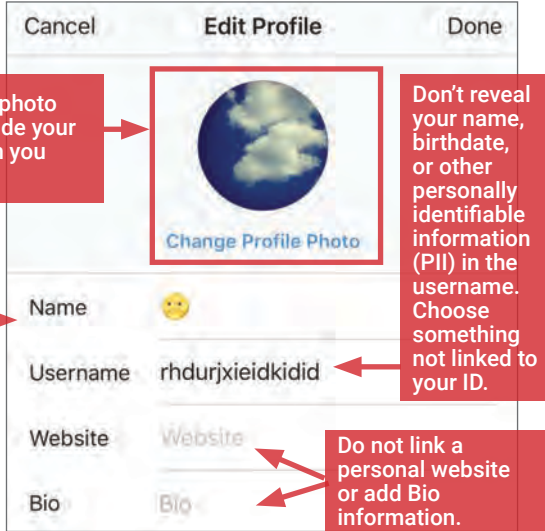 Cancel Edit Profile Done
photo
de your
you
Change Profile Photo
Don't reveal
your name,
birthdate,
or other
personally
identifiable
information
(PII) in the
username.
Choose
something
not linked to
your ID.
Name 🙁
Username rhdurjxieidkidid
Website Website
Bio Bio
Do not link a
personal website
or add Bio
information.